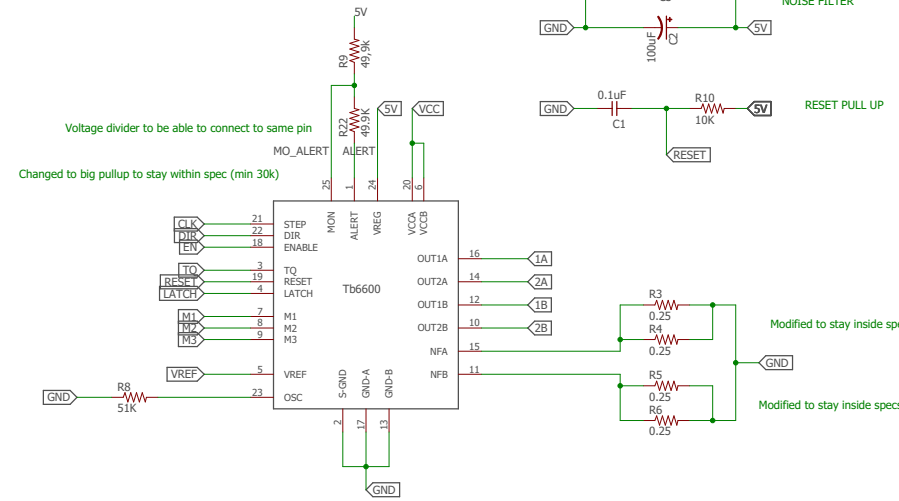 5V
R9
49,9k
NOISE FILTER
GND
100uF
C2
5V
Voltage divider to be able to connect to same pin
R22
49.9K
5V
VCC
GND
0.1uF
C1
R10
10K
5V
RESET PULL UP
MO_ALERT
ALERT
RESET
Changed to big pullup to stay within spec (min 30k)
25
1
24
20
6
MON
ALERT
VREG
VCCA
VCCB
CLK
21
STEP
DIR
22
DIR
EN
18
ENABLE
TQ
3
TQ
RESET
19
RESET
LATCH
4
LATCH
M1
7
M1
M2
8
M2
M3
9
M3
VREF
5
VREF
GND
R8
51K
23
OSC
Tb6600
OUT1A
16
1A
OUT2A
14
2A
OUT1B
12
1B
OUT2B
10
2B
NFA
15
NFB
11
R3
0.25
R4
0.25
Modified to stay inside spe
GND
R5
0.25
R6
0.25
Modified to stay inside specs
S-GND
GND-A
GND-B
2
17
13
GND